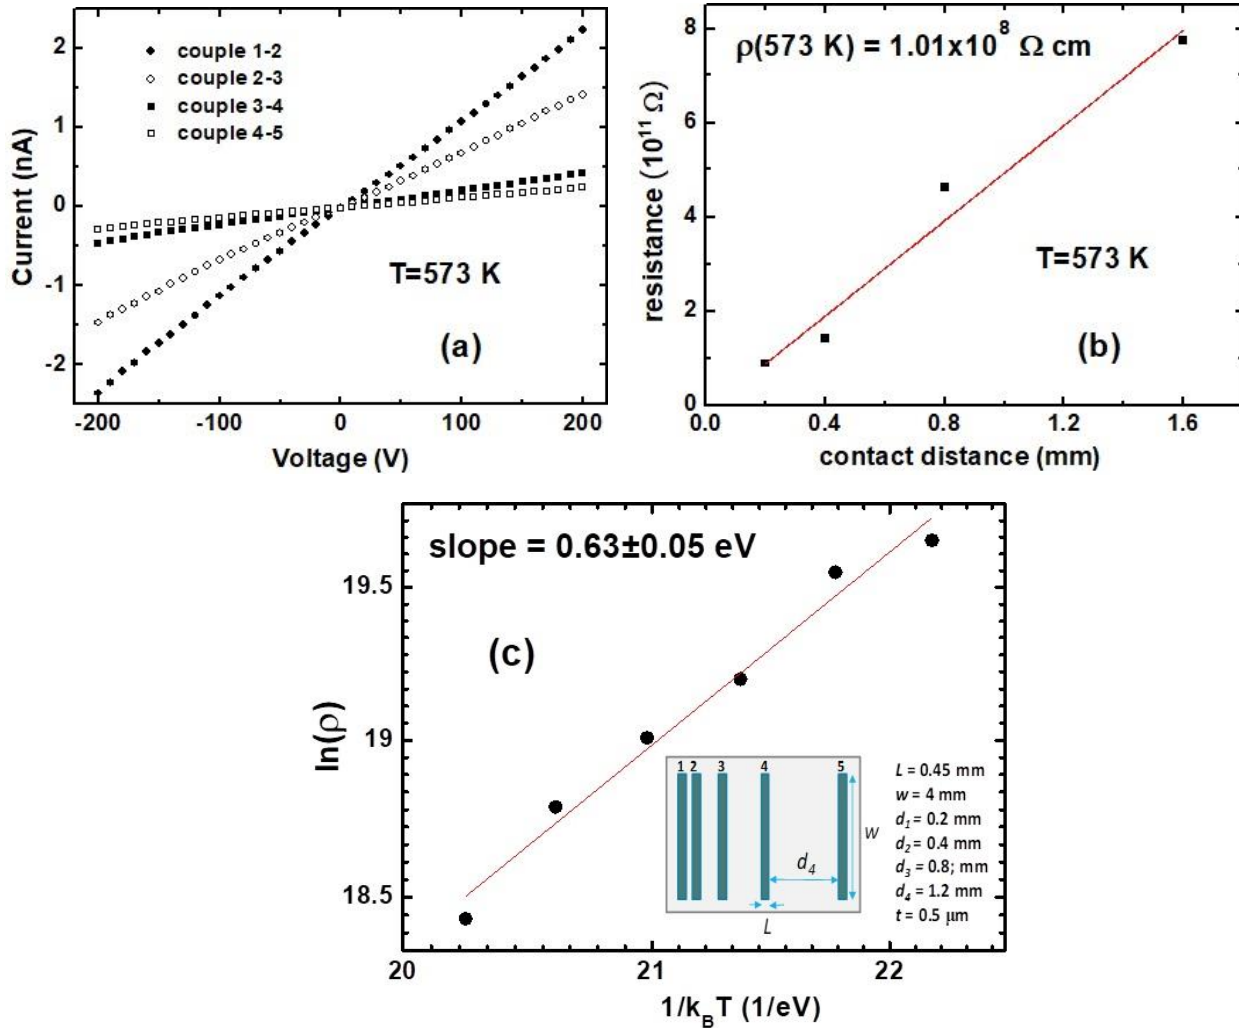 2
1
0
-1
-2
Current (nA)
couple 1-2
couple 2-3
couple 3-4
couple 4-5
T=573 K
(a)
-200 -100 0 100 200
Voltage (V)
8
6
4
2
0
resistance (10¹¹ Ω)
ρ(573 K) = 1.01x10⁸ Ω cm
T=573 K
(b)
0.0 0.4 0.8 1.2 1.6
contact distance (mm)
slope = 0.63±0.05 eV
19.5
19
18.5
ln(ρ)
(c)
1 2 3 4 5
d₄
w
L
L = 0.45 mm
w = 4 mm
d₁ = 0.2 mm
d₂ = 0.4 mm
d₃ = 0.8; mm
d₄ = 1.2 mm
t = 0.5 μm
20 21 22
1/k_BT (1/eV)